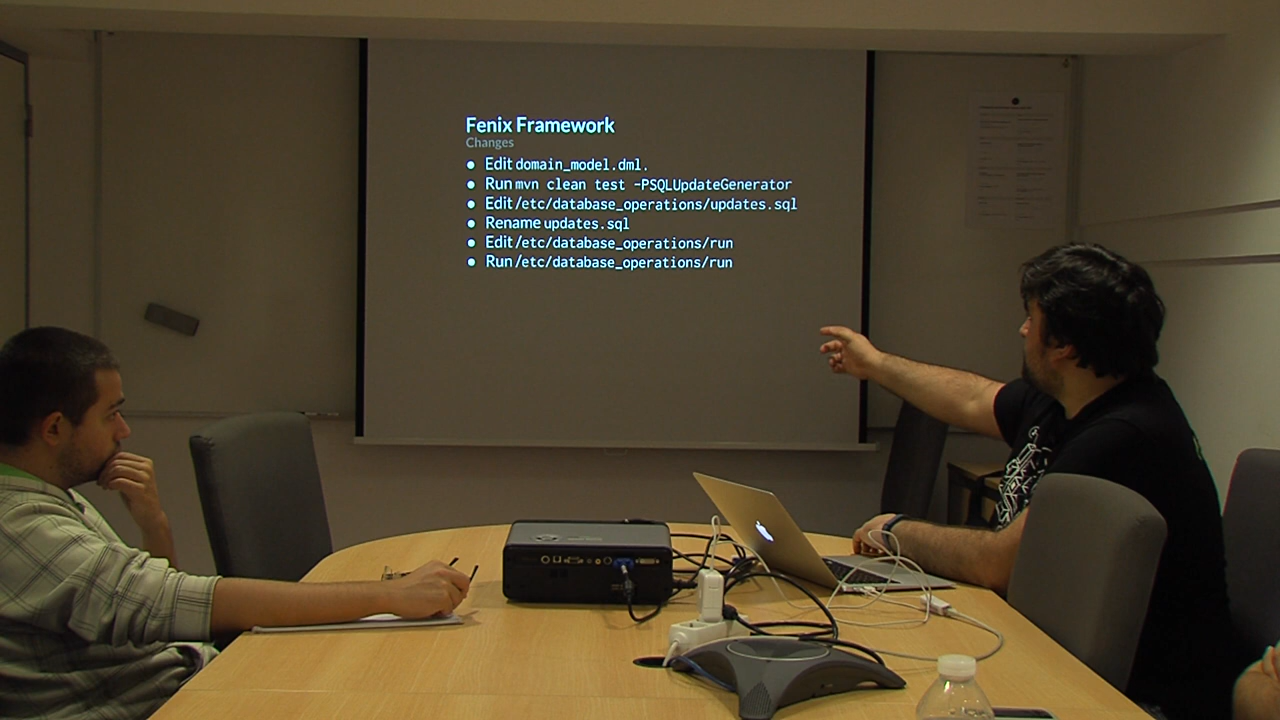 Fenix Framework
Changes
• Edit domain_model.dml.
• Run mvn clean test -PSQLUpdateGenerator
• Edit /etc/database_operations/updates.sql
• Rename updates.sql
• Edit /etc/database_operations/run
• Run /etc/database_operations/run